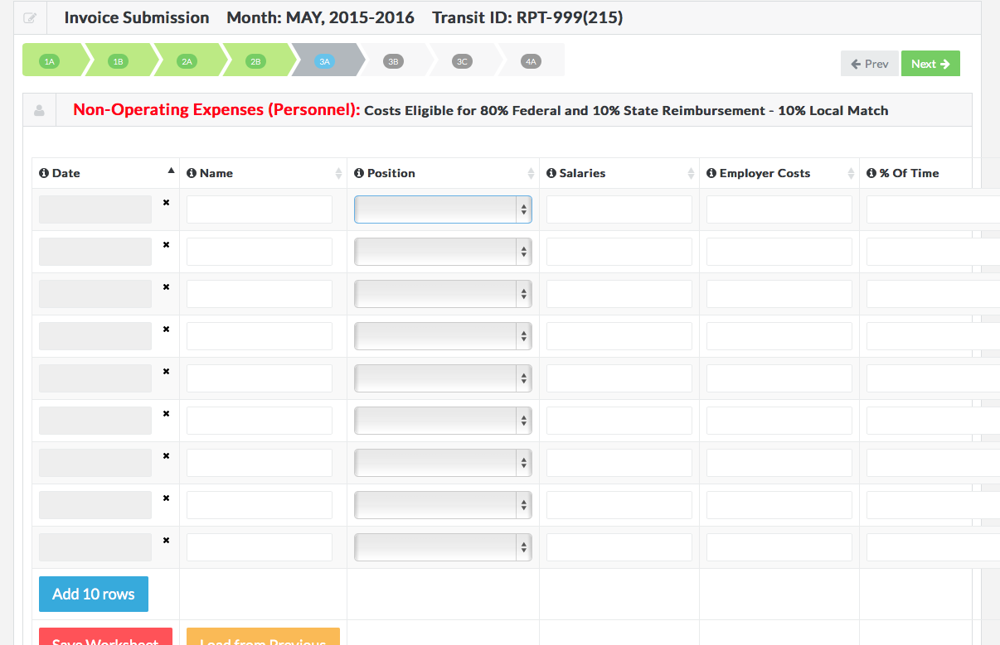 Invoice Submission Month: MAY, 2015-2016 Transit ID: RPT-999(215)
1A 1B 2A 2B 3A 3B 3C 4A
Prev Next
Non-Operating Expenses (Personnel): Costs Eligible for 80% Federal and 10% State Reimbursement - 10% Local Match
Date Name Position Salaries Employer Costs % Of Time
Add 10 rows
Save Worksheet Load from Previous